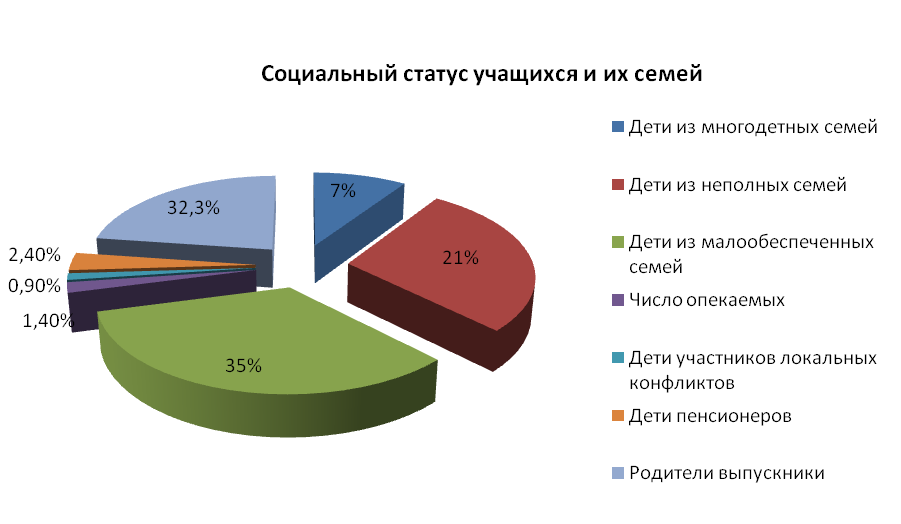 Социальный статус учащихся и их семей
7%
21%
35%
1,40%
0,90%
2,40%
32,3%
Дети из многодетных семей
Дети из неполных семей
Дети из малообеспеченных
семей
Число опекаемых
Дети участников локальных
конфликтов
Дети пенсионеров
Родители выпускники